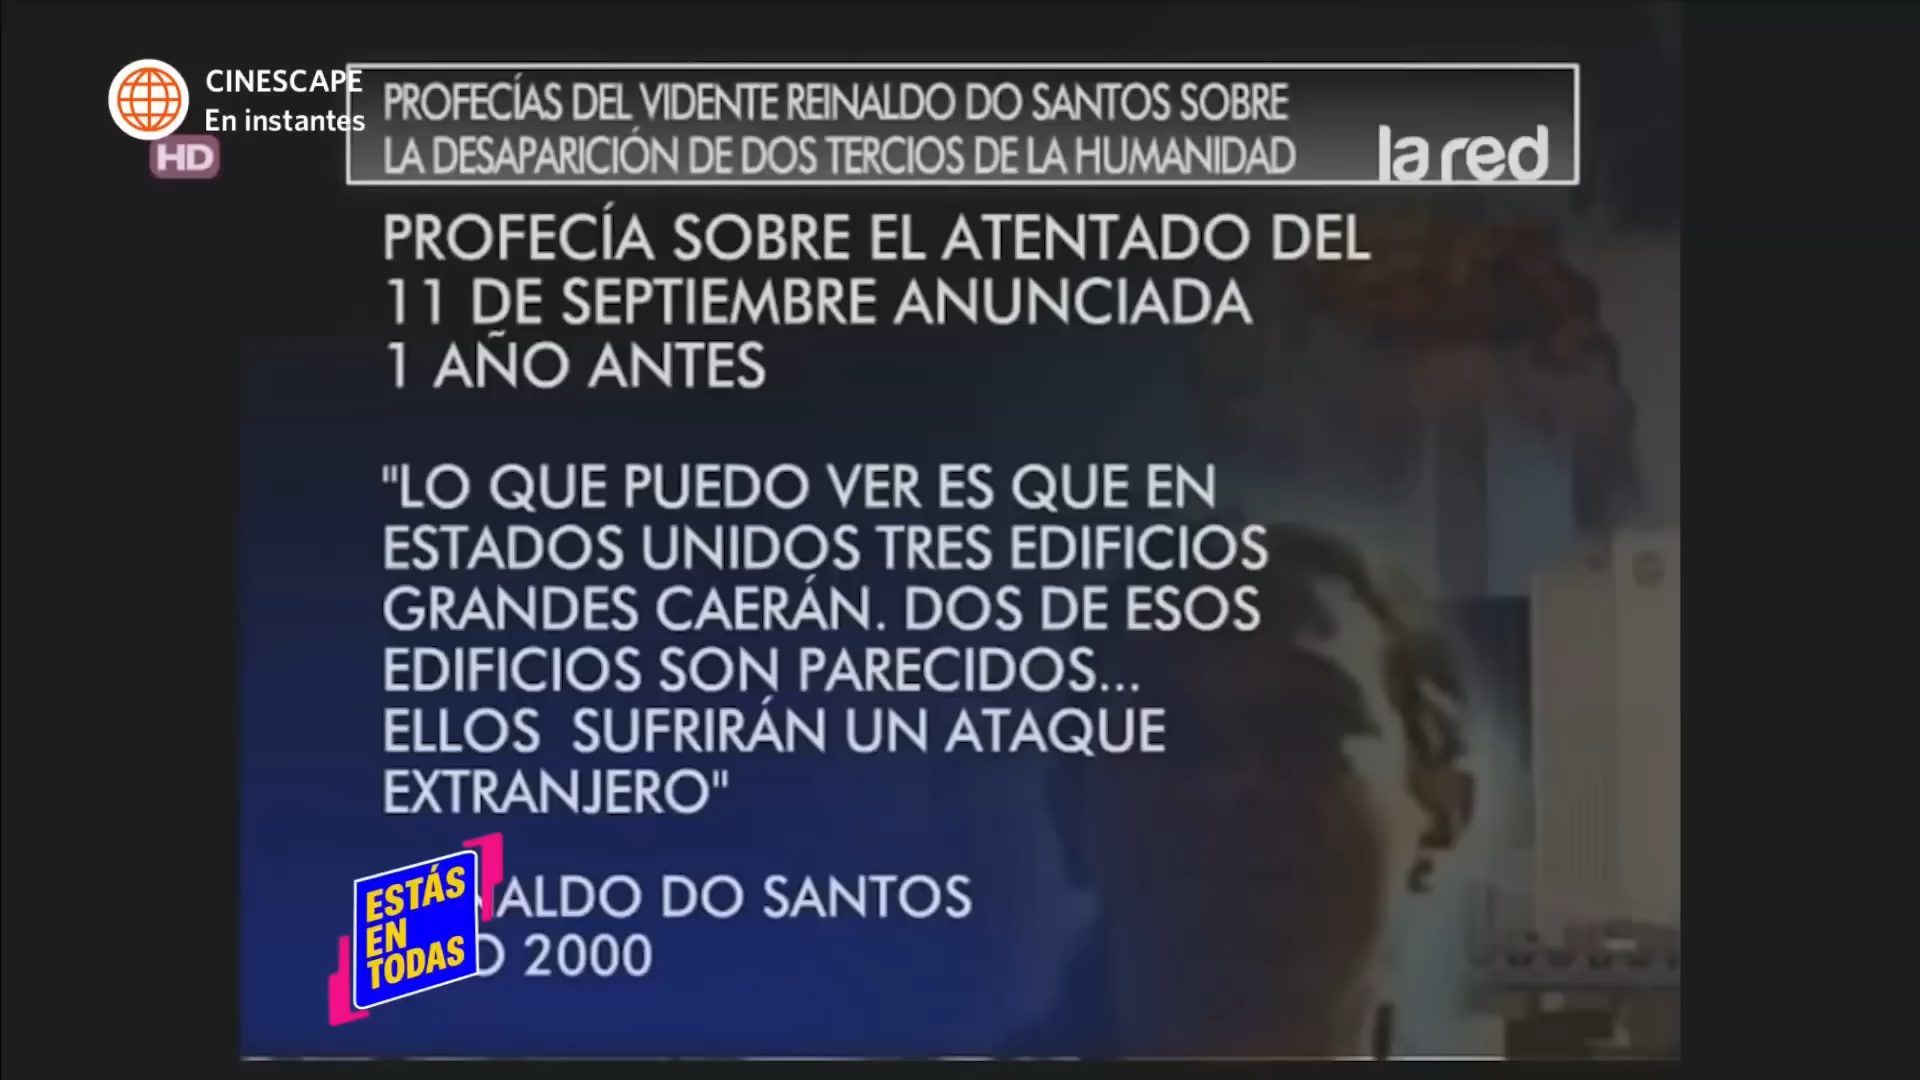 CINESCAPE
En instantes
HD
PROFECÍAS DEL VIDENTE REINALDO DO SANTOS SOBRE
LA DESAPARICIÓN DE DOS TERCIOS DE LA HUMANIDAD
la red
PROFECÍA SOBRE EL ATENTADO DEL
11 DE SEPTIEMBRE ANUNCIADA
1 AÑO ANTES
"LO QUE PUEDO VER ES QUE EN
ESTADOS UNIDOS TRES EDIFICIOS
GRANDES CAERÁN. DOS DE ESOS
EDIFICIOS SON PARECIDOS...
ELLOS SUFRIRÁN UN ATAQUE
EXTRANJERO"
ALDO DO SANTOS
O 2000
ESTÁS
EN
TODAS